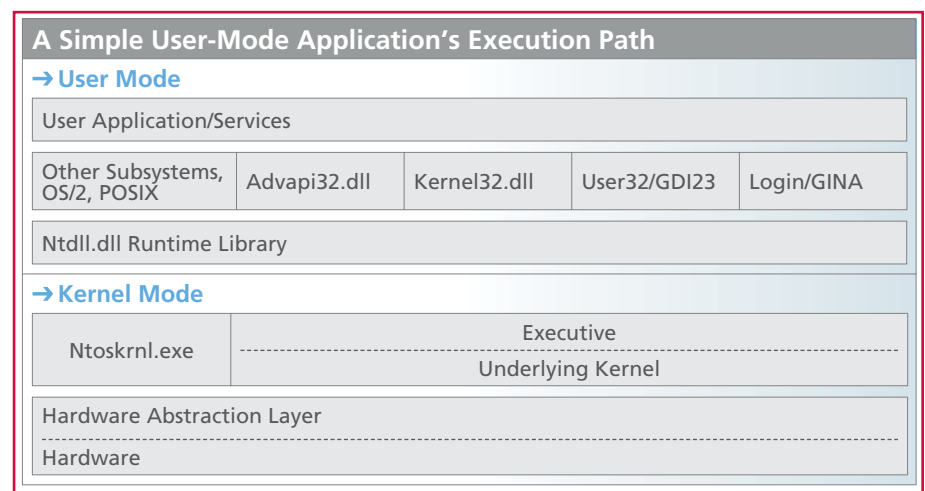 A Simple User-Mode Application's Execution Path
→ User Mode
User Application/Services
Other Subsystems,
OS/2, POSIX
Advapi32.dll
Kernel32.dll
User32/GDI23
Login/GINA
Ntdll.dll Runtime Library
→ Kernel Mode
Ntoskrnl.exe
Executive
Underlying Kernel
Hardware Abstraction Layer
Hardware